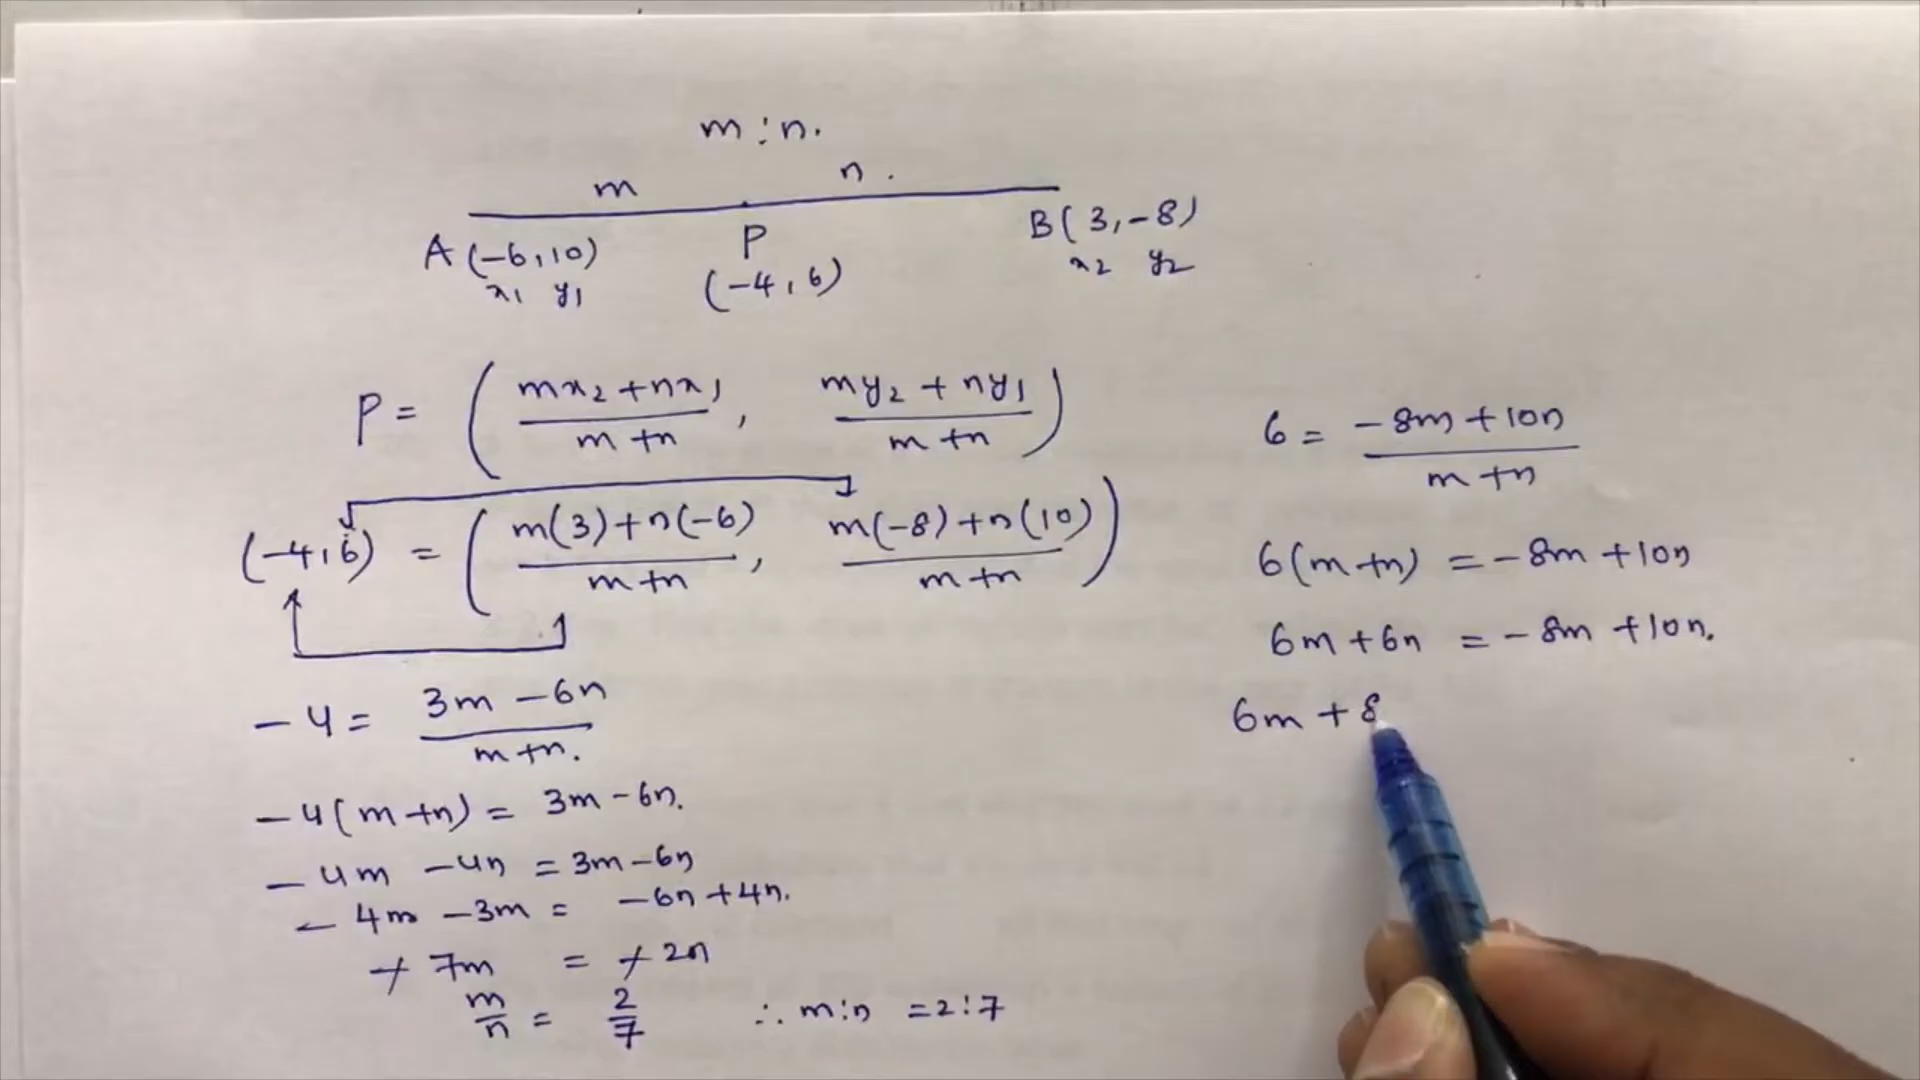 m : n.
m n.
A (-6, 10) P B ( 3, -8)
x₁ y₁ (-4, 6) x₂ y₂
P = ( (mx₂ + nx₁)/(m + n) , (my₂ + ny₁)/(m + n) )
(-4, 6) = ( (m(3) + n(-6))/(m+n) , (m(-8) + n(10))/(m+n) )
-4 = (3m - 6n)/(m+n).
-4(m+n) = 3m - 6n.
-4m - 4n = 3m - 6n
-4m - 3m = -6n + 4n.
-7m = -2n
m/n = 2/7 ∴ m:n = 2:7
6 = (-8m + 10n)/(m+n)
6(m+n) = -8m + 10n
6m + 6n = -8m + 10n.
6m + 8